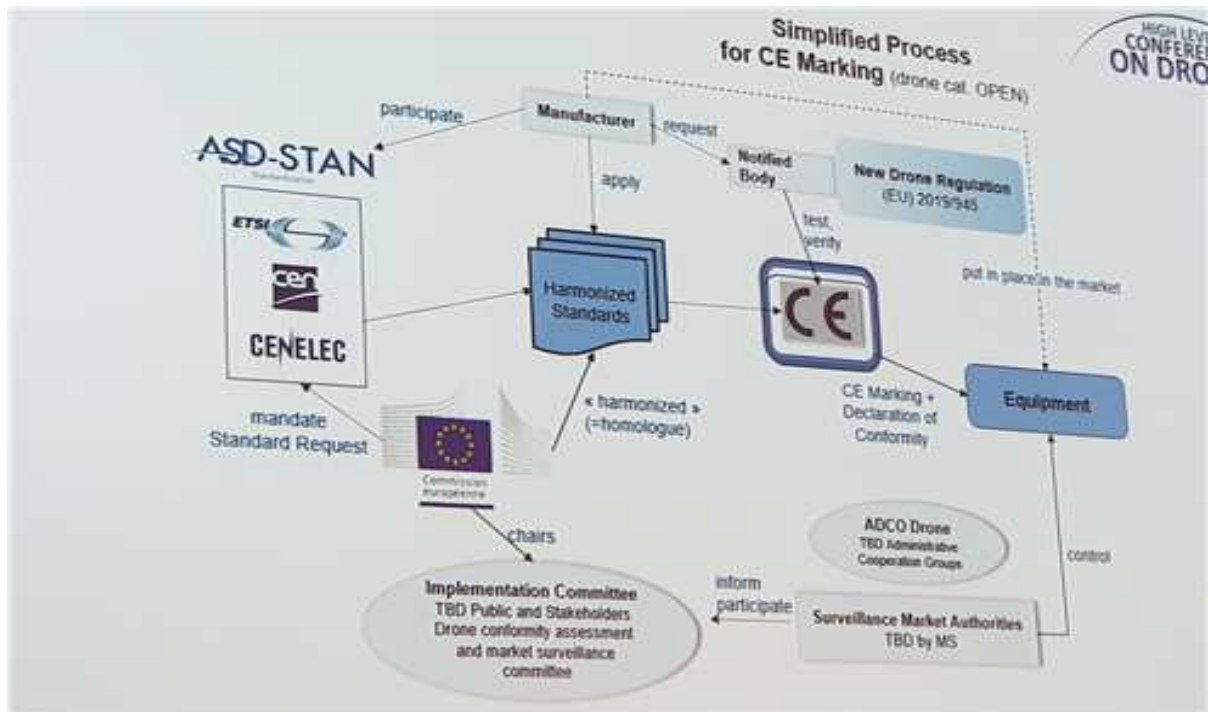 Simplified Process
for CE Marking (drone cat. OPEN)
HIGH LEVEL
ON
participate
Manufacturer
request
ASD-STAN
Notified
Body
New Drone Regulation
(EU) 2019/945
apply
test,
verify
ETSI
cen
CENELEC
Harmonized
Standards
CE
put in place in the market
mandate
Standard Request
« harmonized »
(=homologue)
CE Marking +
Declaration of
Conformity
Equipment
Commission
européenne
chairs
ADCO Drone
TBD Administrative
Cooperation Groups
control
Implementation Committee
TBD Public and Stakeholders
Drone conformity assessment
and market surveillance
committee
inform
participate
Surveillance Market Authorities
TBD by MS